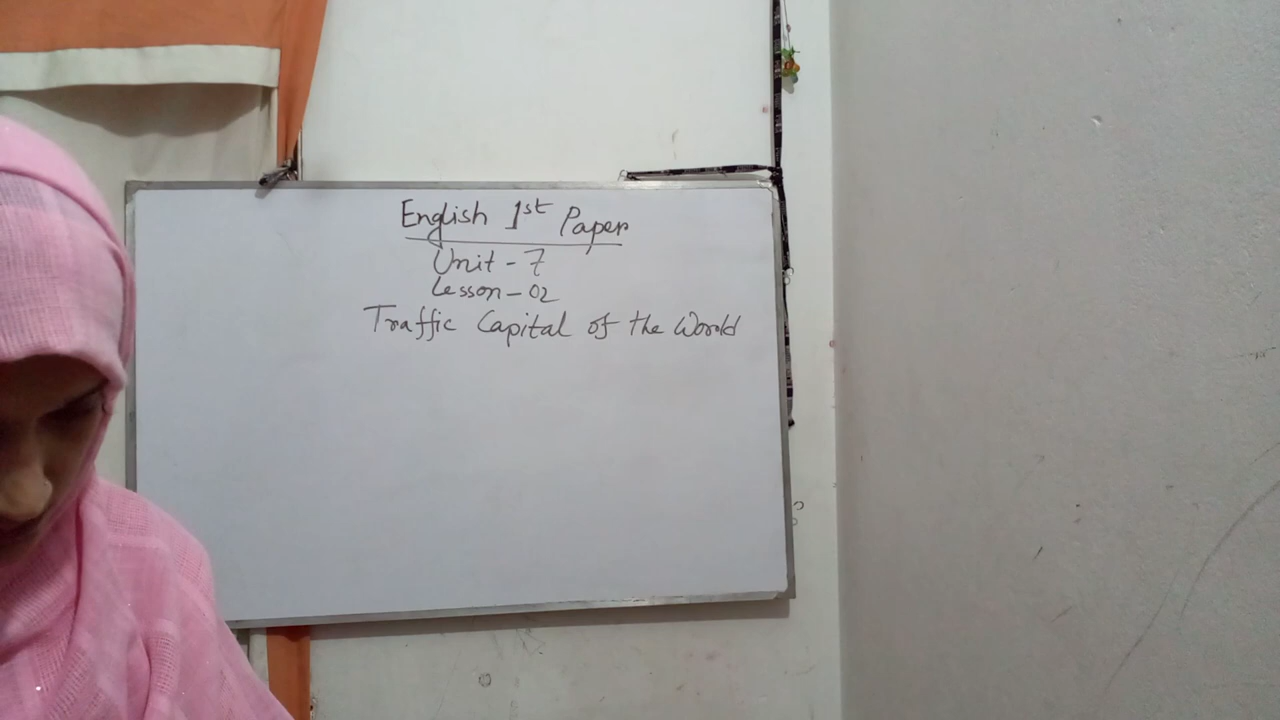 English 1st Paper
Unit - 7
Lesson - 02
Traffic Capital of the World